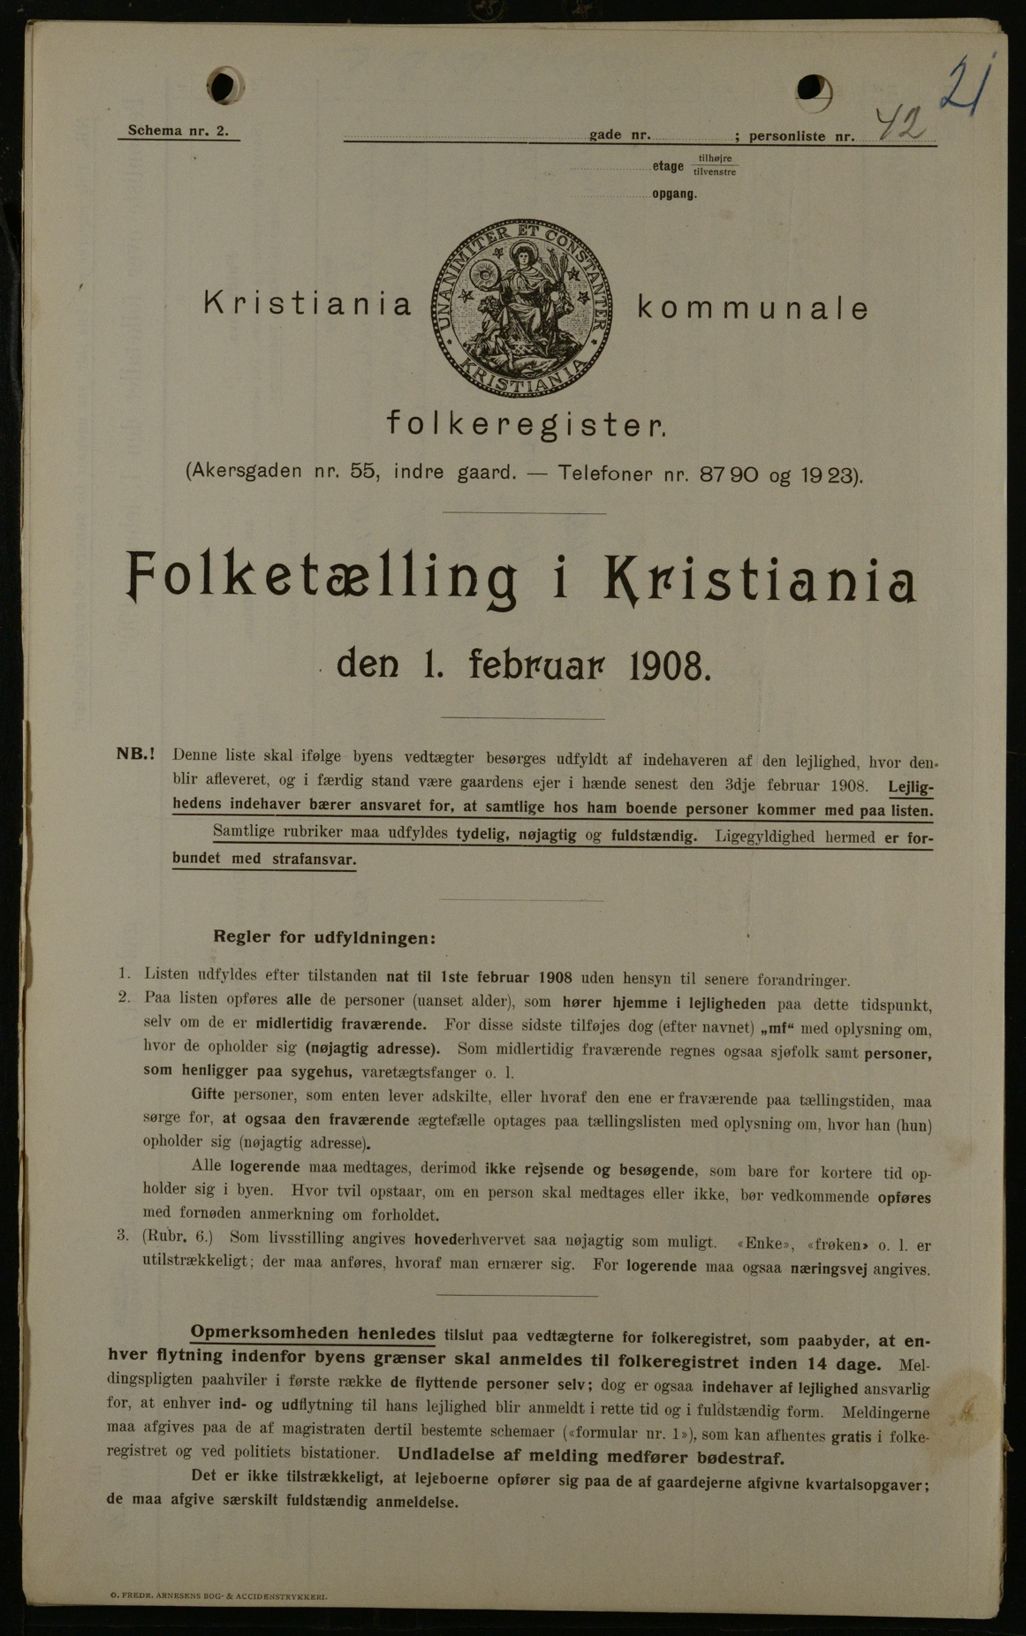 21
Schema nr. 2.
gade nr. ; personliste nr. 42
etage tilhøjre
tilvenstre
opgang.
UNANIMITER ET CONSTANTER
KRISTIANIA
Kristiania kommunale
folkeregister.
(Akersgaden nr. 55, indre gaard. — Telefoner nr. 87 90 og 19 23).
Folketælling i Kristiania
den 1. februar 1908.
NB.! Denne liste skal ifølge byens vedtægter besørges udfyldt af indehaveren af den lejlighed, hvor den
blir afleveret, og i færdig stand være gaardens ejer i hænde senest den 3dje februar 1908. Lejlig-
hedens indehaver bærer ansvaret for, at samtlige hos ham boende personer kommer med paa listen.
Samtlige rubriker maa udfyldes tydelig, nøjagtig og fuldstændig. Ligegyldighed hermed er for-
bundet med strafansvar.
Regler for udfyldningen:
1. Listen udfyldes efter tilstanden nat til 1ste februar 1908 uden hensyn til senere forandringer.
2. Paa listen opføres alle de personer (uanset alder), som hører hjemme i lejligheden paa dette tidspunkt,
selv om de er midlertidig fraværende. For disse sidste tilføjes dog (efter navnet) „mf“ med oplysning om,
hvor de opholder sig (nøjagtig adresse). Som midlertidig fraværende regnes ogsaa sjøfolk samt personer,
som henligger paa sygehus, varetægtsfanger o. l.
Gifte personer, som enten lever adskilte, eller hvoraf den ene er fraværende paa tællingstiden, maa
sørge for, at ogsaa den fraværende ægtefælle optages paa tællingslisten med oplysning om, hvor han (hun)
opholder sig (nøjagtig adresse).
Alle logerende maa medtages, derimod ikke rejsende og besøgende, som bare for kortere tid op-
holder sig i byen. Hvor tvil opstaar, om en person skal medtages eller ikke, bør vedkommende opføres
med fornøden anmerkning om forholdet.
3. (Rubr. 6.) Som livsstilling angives hovederhvervet saa nøjagtig som muligt. «Enke», «frøken» o. l. er
utilstrækkeligt; der maa anføres, hvoraf man ernærer sig. For logerende maa ogsaa næringsvej angives.
Opmerksomheden henledes tilslut paa vedtægterne for folkeregistret, som paabyder, at en-
hver flytning indenfor byens grænser skal anmeldes til folkeregistret inden 14 dage. Mel-
dingspligten paahviler i første række de flyttende personer selv; dog er ogsaa indehaver af lejlighed ansvarlig
for, at enhver ind- og udflytning til hans lejlighed blir anmeldt i rette tid og i fuldstændig form. Meldingerne
maa afgives paa de af magistraten dertil bestemte schemaer («formular nr. 1»), som kan afhentes gratis i folke-
registret og ved politiets bistationer. Undladelse af melding medfører bødestraf.
Det er ikke tilstrækkeligt, at lejeboerne opfører sig paa de af gaardejerne afgivne kvartalsopgaver;
de maa afgive særskilt fuldstændig anmeldelse.
O. FREDR. ARNESENS BOG- & ACCIDENSTRYKKERI.